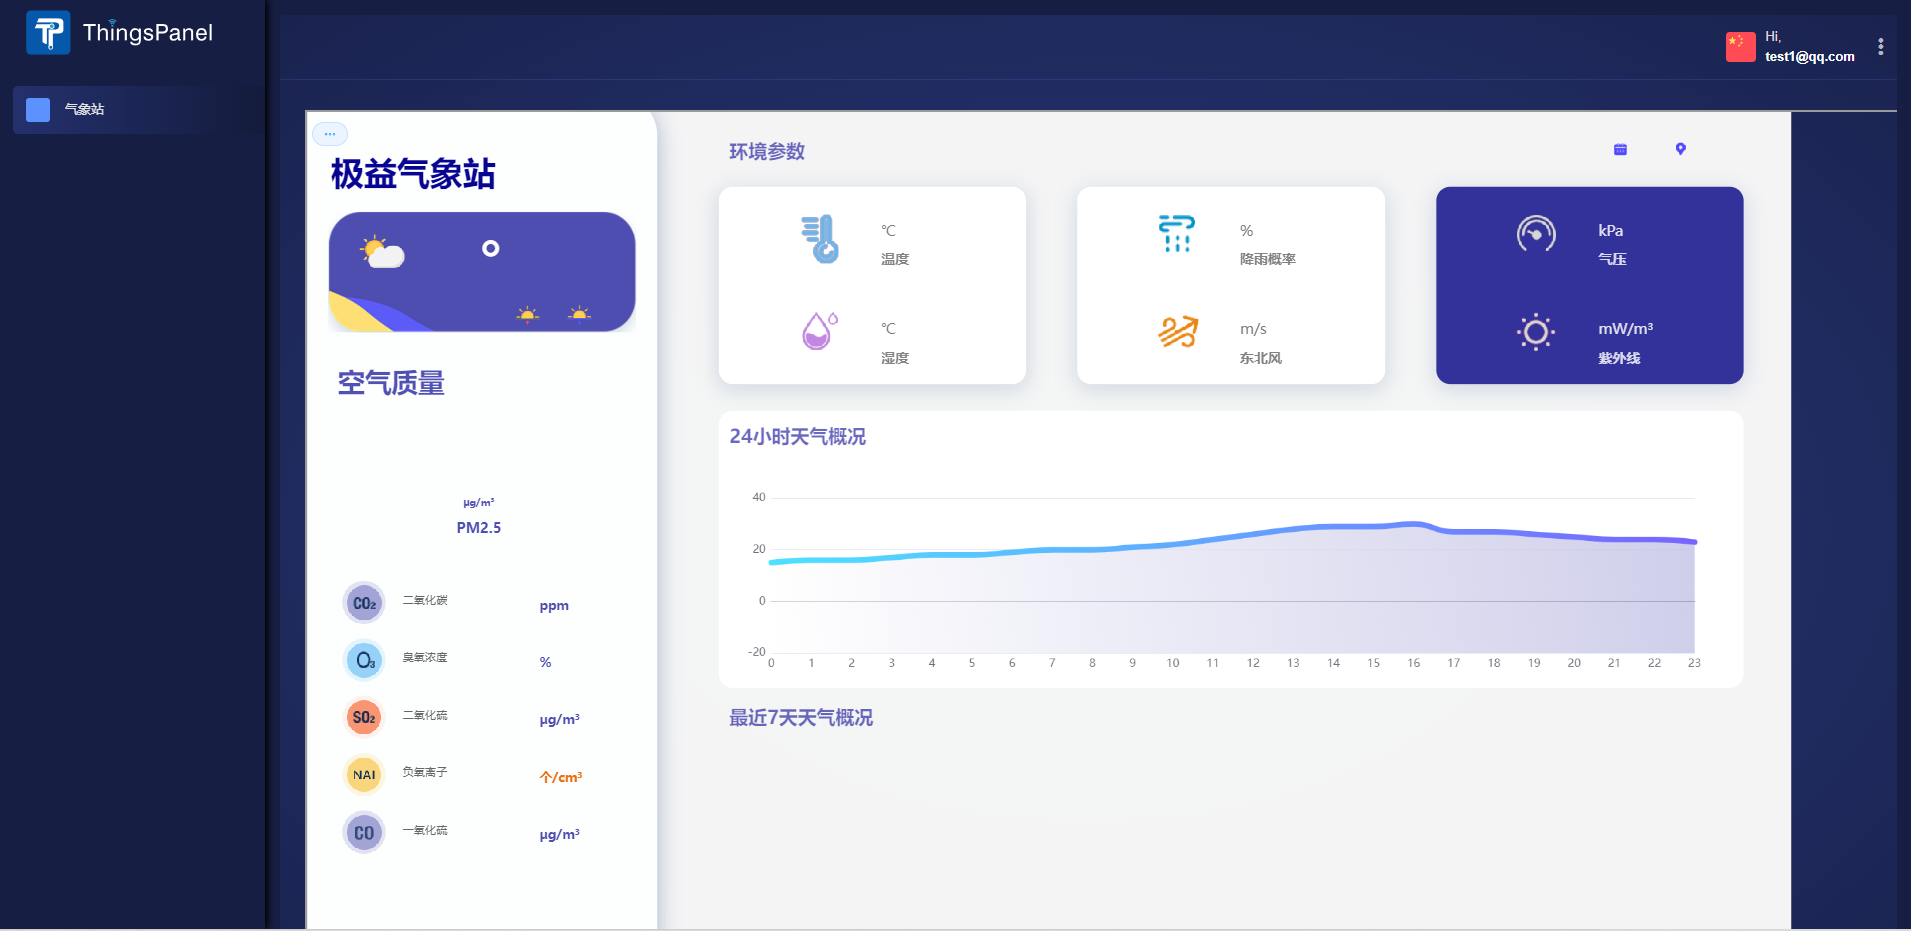 ThingsPanel
Hi,
test1@qq.com
气象站
极益气象站
空气质量
μg/m³
PM2.5
CO₂ 二氧化碳 ppm
O₃ 臭氧浓度 %
SO₂ 二氧化硫 μg/m³
NAI 负氧离子 个/cm³
CO 一氧化硫 μg/m³
环境参数
℃
温度
℃
湿度
%
降雨概率
m/s
东北风
kPa
气压
mW/m³
紫外线
24小时天气概况
40
20
0
-20
0 1 2 3 4 5 6 7 8 9 10 11 12 13 14 15 16 17 18 19 20 21 22 23
最近7天天气概况